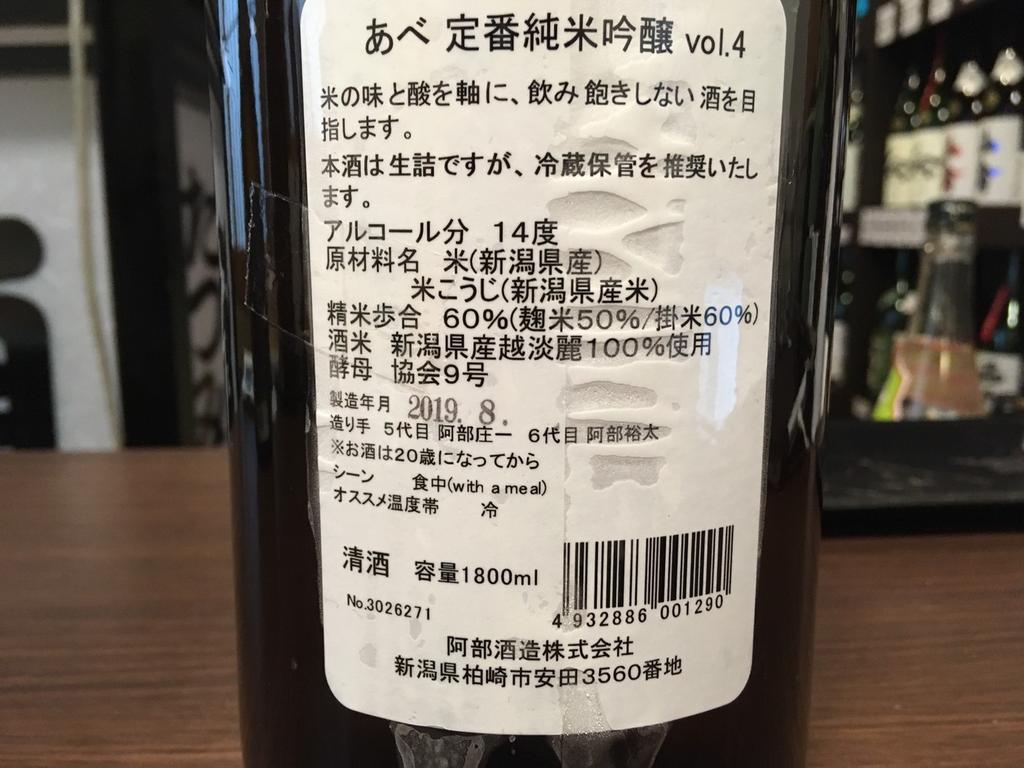 あべ 定番純米吟醸 vol.4
米の味と酸を軸に、飲み飽きしない酒を目
指します。
本酒は生詰ですが、冷蔵保管を推奨いたし
ます。
アルコール分 14度
原材料名 米(新潟県産)
米こうじ(新潟県産米)
精米歩合 60%(麹米50%/掛米60%)
酒米 新潟県産越淡麗100%使用
酵母 協会9号
製造年月 2019. 8.
造り手 5代目 阿部庄一 6代目 阿部裕太
※お酒は20歳になってから
シーン 食中(with a meal)
オススメ温度帯 冷
清酒 容量1800ml
No.3026271
4 932886 001290
阿部酒造株式会社
新潟県柏崎市安田3560番地